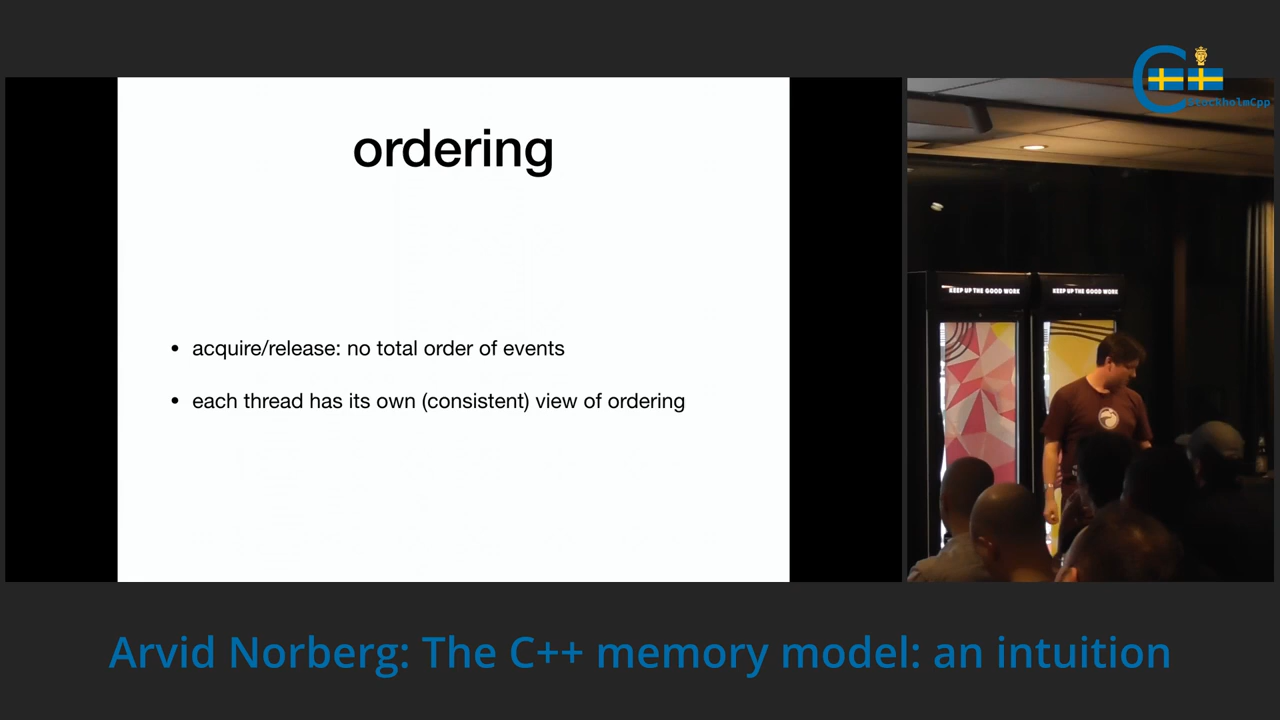 StockholmCpp
ordering
KEEP UP THE GOOD WORK
KEEP UP THE GOOD WORK
• acquire/release: no total order of events
• each thread has its own (consistent) view of ordering
Arvid Norberg: The C++ memory model: an intuition